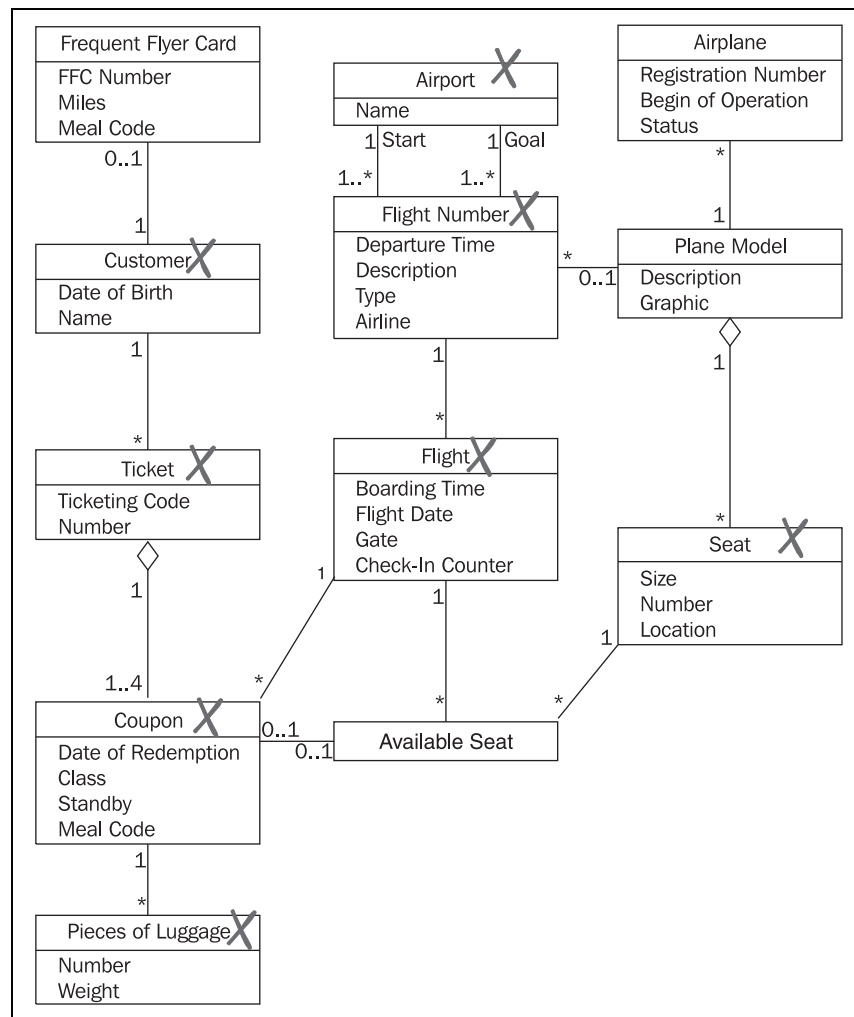 Frequent Flyer Card
FFC Number
Miles
Meal Code
0..1
1
Customer
Date of Birth
Name
1
*
Ticket
Ticketing Code
Number
1
1..4
Coupon
Date of Redemption
Class
Standby
Meal Code
1
*
Pieces of Luggage
Number
Weight
Airport
Name
1 Start
1 Goal
1..*
1..*
Flight Number
Departure Time
Description
Type
Airline
*
0..1
1
*
Flight
Boarding Time
Flight Date
Gate
Check-In Counter
1
*
1
*
0..1
0..1
Available Seat
Airplane
Registration Number
Begin of Operation
Status
*
1
Plane Model
Description
Graphic
1
*
Seat
Size
Number
Location
1
*